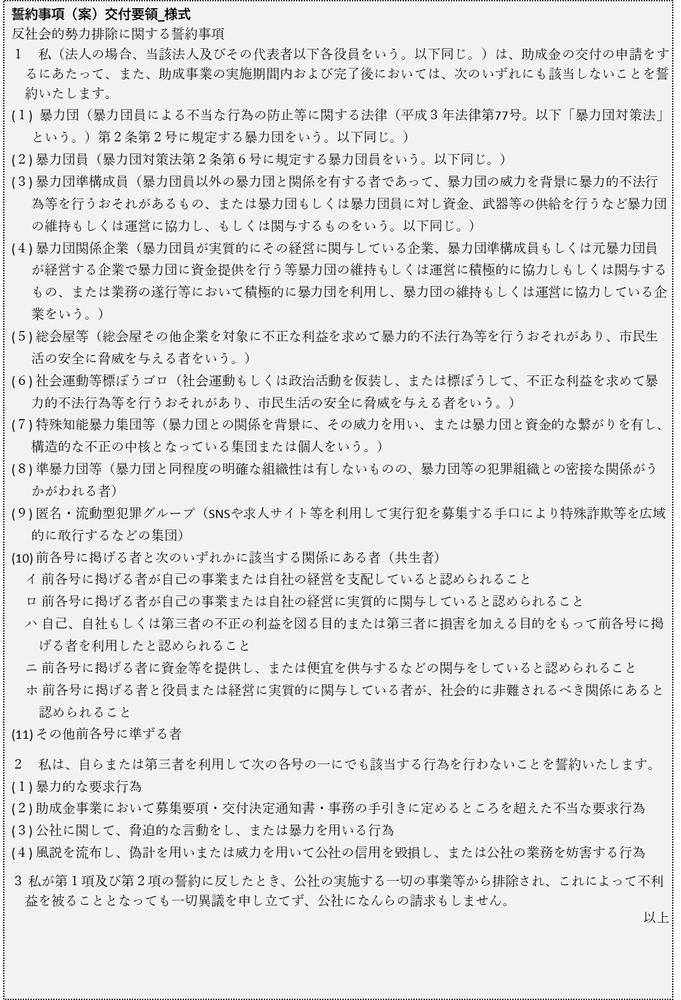 誓約事項（案）交付要領_様式
反社会的勢力排除に関する誓約事項
１　私（法人の場合、当該法人及びその代表者以下各役員をいう。以下同じ。）は、助成金の交付の申請をす
るにあたって、また、助成事業の実施期間内および完了後においては、次のいずれにも該当しないことを誓
約いたします。
(１) 暴力団（暴力団員による不当な行為の防止等に関する法律（平成３年法律第77号。以下「暴力団対策法」
という。）第２条第２号に規定する暴力団をいう。以下同じ。）
(２) 暴力団員（暴力団対策法第２条第６号に規定する暴力団員をいう。以下同じ。）
(３) 暴力団準構成員（暴力団員以外の暴力団と関係を有する者であって、暴力団の威力を背景に暴力的不法行
為等を行うおそれがあるもの、または暴力団もしくは暴力団員に対し資金、武器等の供給を行うなど暴力団
の維持もしくは運営に協力し、もしくは関与するものをいう。以下同じ。）
(４) 暴力団関係企業（暴力団員が実質的にその経営に関与している企業、暴力団準構成員もしくは元暴力団員
が経営する企業で暴力団に資金提供を行う等暴力団の維持もしくは運営に積極的に協力しもしくは関与する
もの、または業務の遂行等において積極的に暴力団を利用し、暴力団の維持もしくは運営に協力している企
業をいう。）
(５) 総会屋等（総会屋その他企業を対象に不正な利益を求めて暴力的不法行為等を行うおそれがあり、市民生
活の安全に脅威を与える者をいう。）
(６) 社会運動等標ぼうゴロ（社会運動もしくは政治活動を仮装し、または標ぼうして、不正な利益を求めて暴
力的不法行為等を行うおそれがあり、市民生活の安全に脅威を与える者をいう。）
(７) 特殊知能暴力集団等（暴力団との関係を背景に、その威力を用い、または暴力団と資金的な繋がりを有し、
構造的な不正の中核となっている集団または個人をいう。）
(８) 準暴力団等（暴力団と同程度の明確な組織性は有しないものの、暴力団等の犯罪組織との密接な関係がう
かがわれる者）
(９) 匿名・流動型犯罪グループ（SNSや求人サイト等を利用して実行犯を募集する手口により特殊詐欺等を広域
的に敢行するなどの集団）
(10) 前各号に掲げる者と次のいずれかに該当する関係にある者（共生者）
イ 前各号に掲げる者が自己の事業または自社の経営を支配していると認められること
ロ 前各号に掲げる者が自己の事業または自社の経営に実質的に関与していると認められること
ハ 自己、自社もしくは第三者の不正の利益を図る目的または第三者に損害を加える目的をもって前各号に掲
げる者を利用したと認められること
ニ 前各号に掲げる者に資金等を提供し、または便宜を供与するなどの関与をしていると認められること
ホ 前各号に掲げる者と役員または経営に実質的に関与している者が、社会的に非難されるべき関係にあると
認められること
(11) その他前各号に準ずる者
２　私は、自らまたは第三者を利用して次の各号の一にでも該当する行為を行わないことを誓約いたします。
(１) 暴力的な要求行為
(２) 助成金事業において募集要項・交付決定通知書・事務の手引きに定めるところを超えた不当な要求行為
(３) 公社に関して、脅迫的な言動をし、または暴力を用いる行為
(４) 風説を流布し、偽計を用いまたは威力を用いて公社の信用を毀損し、または公社の業務を妨害する行為
３ 私が第１項及び第２項の誓約に反したとき、公社の実施する一切の事業等から排除され、これによって不利
益を被ることとなっても一切異議を申し立てず、公社になんらの請求もしません。
以上